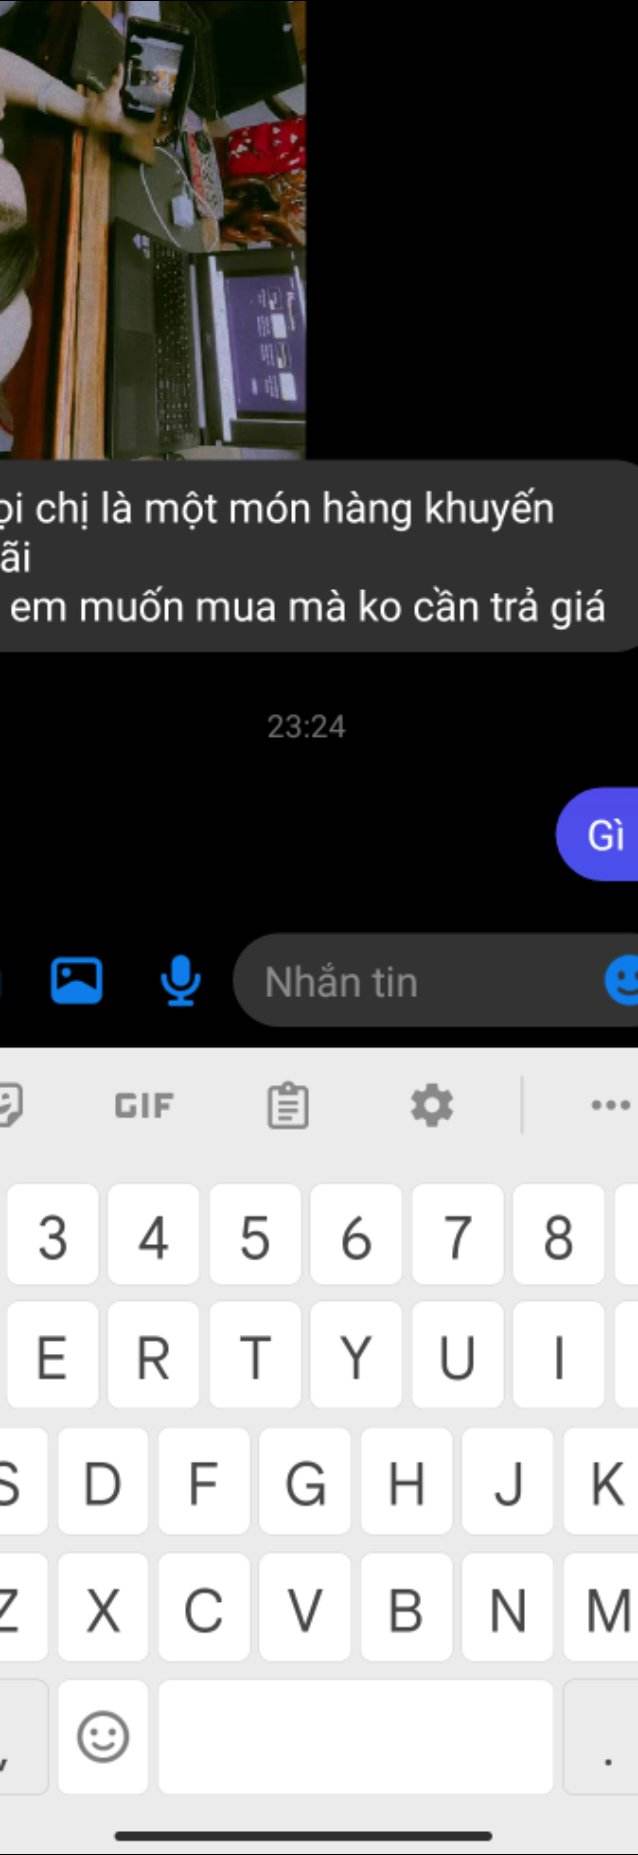 ọi chị là một món hàng khuyến
ãi
em muốn mua mà ko cần trả giá
23:24
Gì
Nhắn tin
GIF
3 4 5 6 7 8
E R T Y U I
S D F G H J K
Z X C V B N M
, .